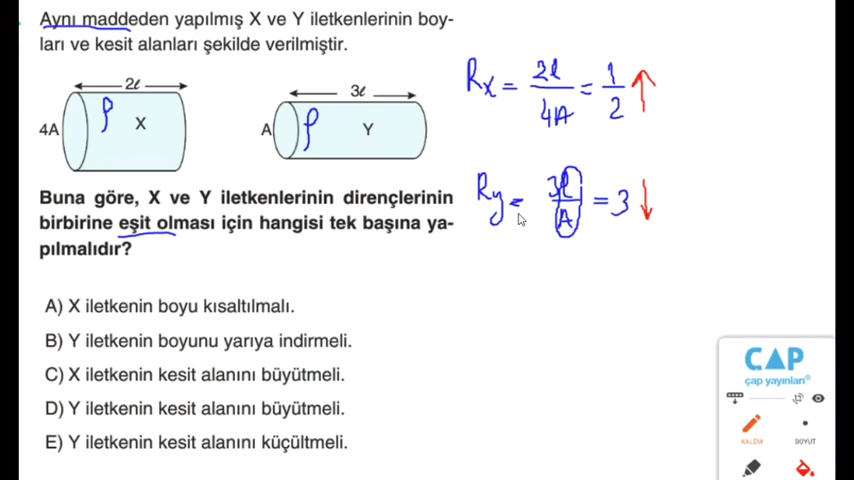 Aynı maddeden yapılmış X ve Y iletkenlerinin boy-
ları ve kesit alanları şekilde verilmiştir.
2ℓ
4A
ρ
X
3ℓ
A
ρ
Y
Rx = 2l / 4A = 1 / 2 ↑
Ry = 3l / A = 3 ↓
Buna göre, X ve Y iletkenlerinin dirençlerinin
birbirine eşit olması için hangisi tek başına ya-
pılmalıdır?
A) X iletkenin boyu kısaltılmalı.
B) Y iletkenin boyunu yarıya indirmeli.
C) X iletkenin kesit alanını büyütmeli.
D) Y iletkenin kesit alanını büyütmeli.
E) Y iletkenin kesit alanını küçültmeli.
CAP
çap yayınları®
KALEM
BOYUT